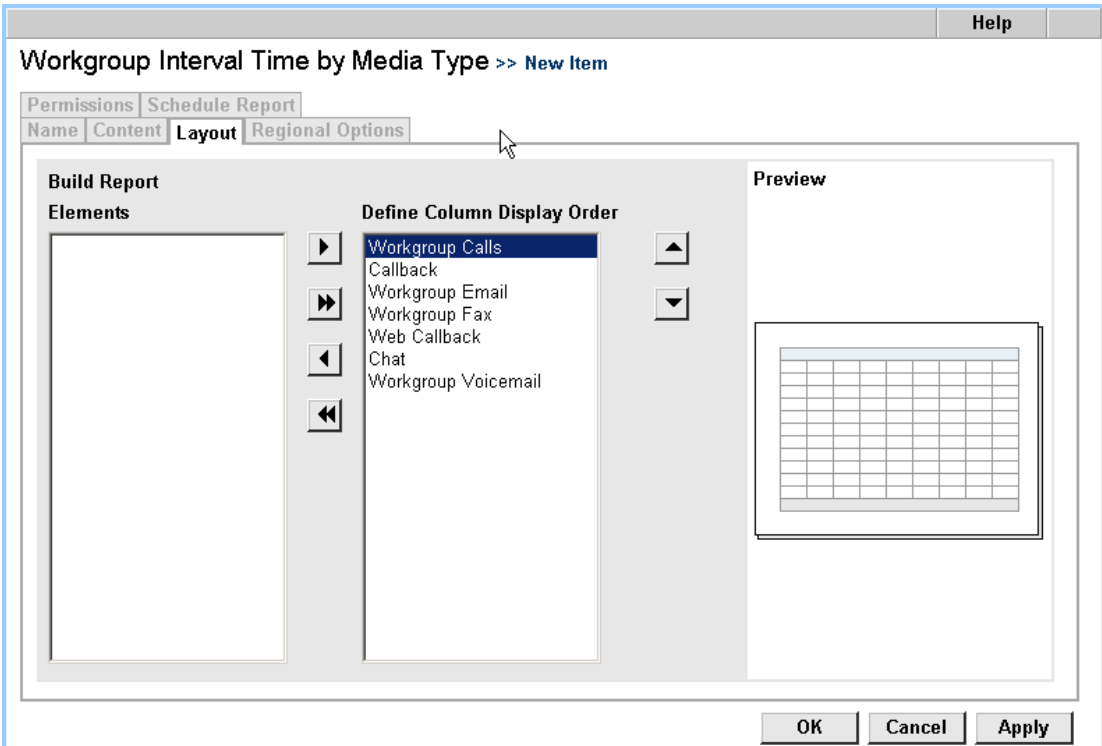 Help
Workgroup Interval Time by Media Type >> New Item
Permissions Schedule Report
Name Content Layout Regional Options
Build Report
Elements
Define Column Display Order
Workgroup Calls
Callback
Workgroup Email
Workgroup Fax
Web Callback
Chat
Workgroup Voicemail
Preview
OK Cancel Apply